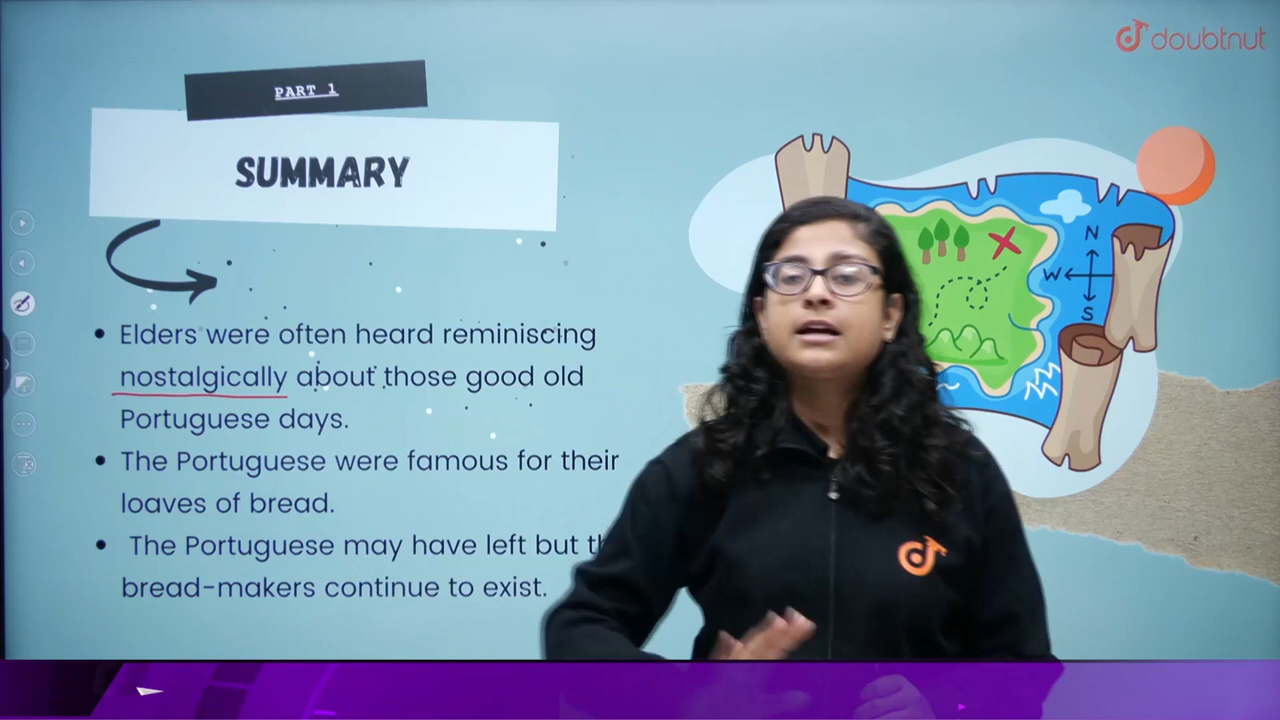 doubtnut
PART 1
SUMMARY
N
W
S
Elders were often heard reminiscing
nostalgically about those good old
Portuguese days.
The Portuguese were famous for their
loaves of bread.
The Portuguese may have left but
bread-makers continue to exist.